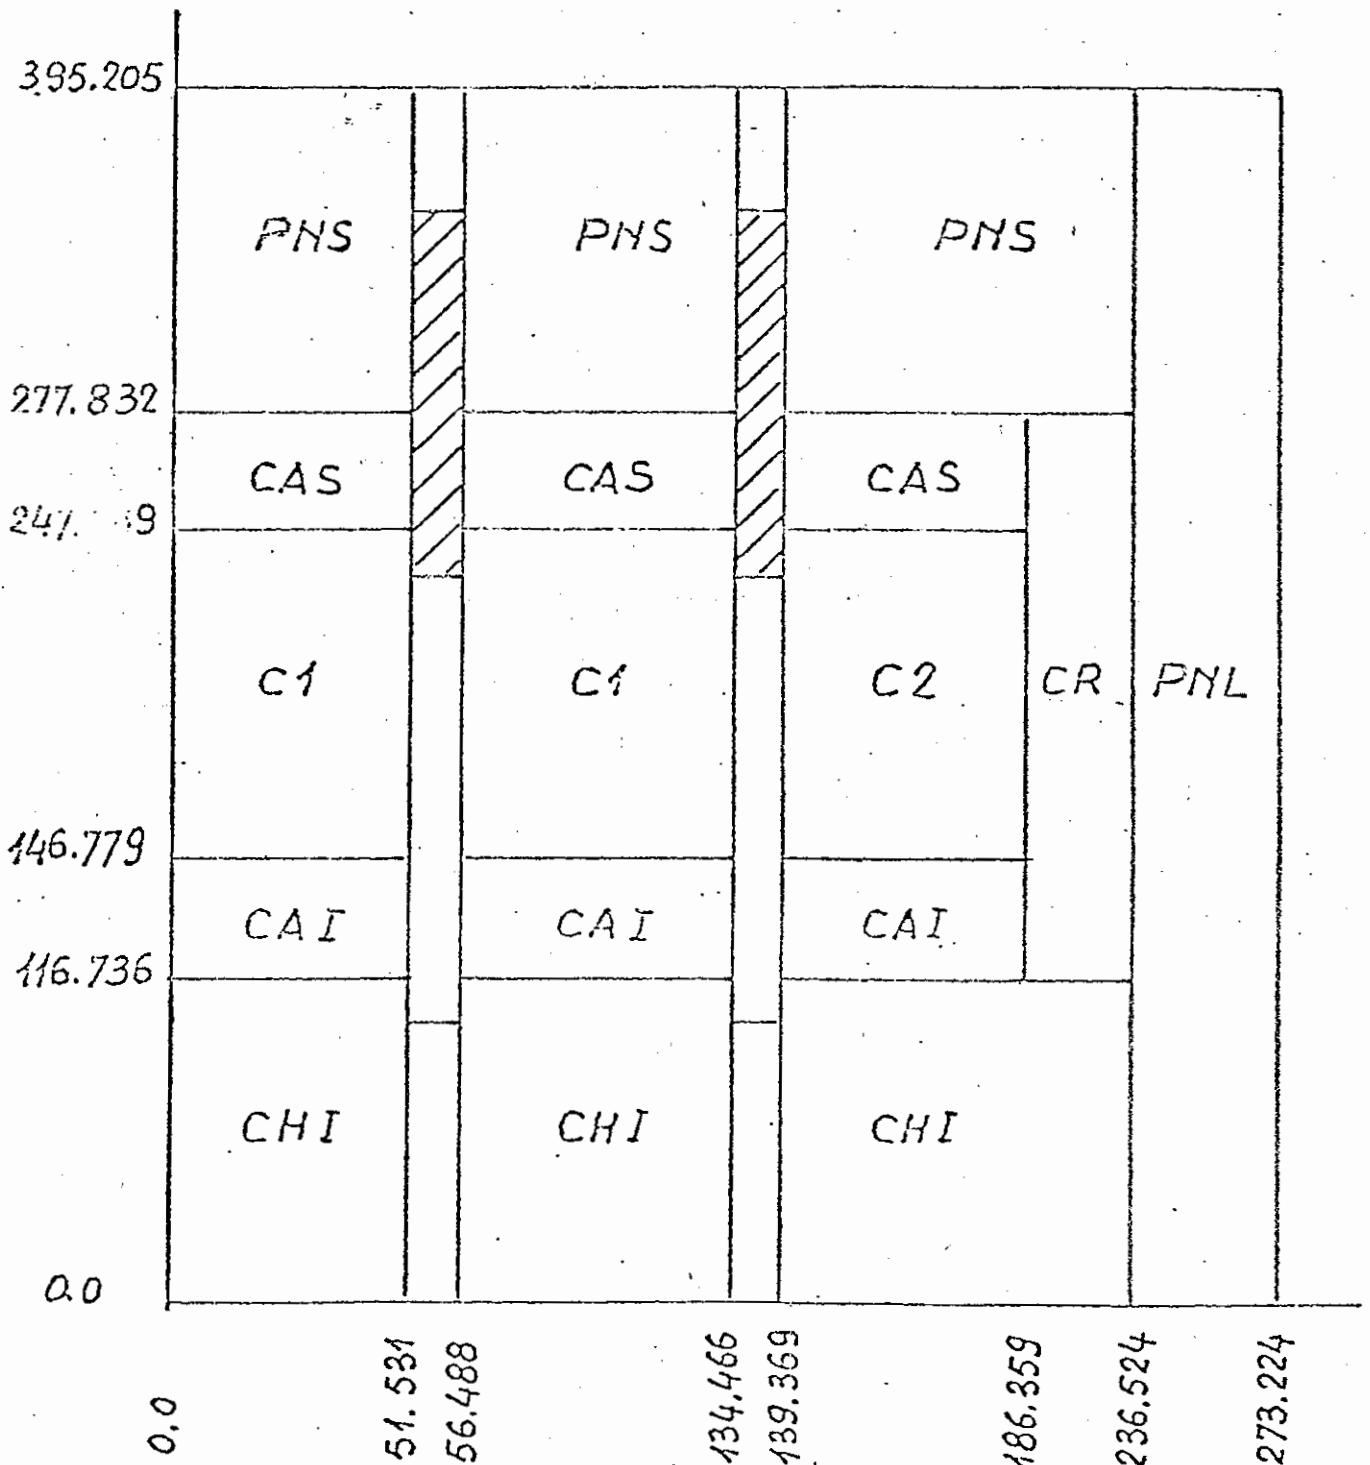 395.205
PNS PNS PNS
277.832
CAS CAS CAS
C1 C1 C2 CR PNL
146.779
CAI CAI CAI
116.736
CHI CHI CHI
0.0
0.0 51.531 56.488 134.466 139.369 186.359 236.524 273.224